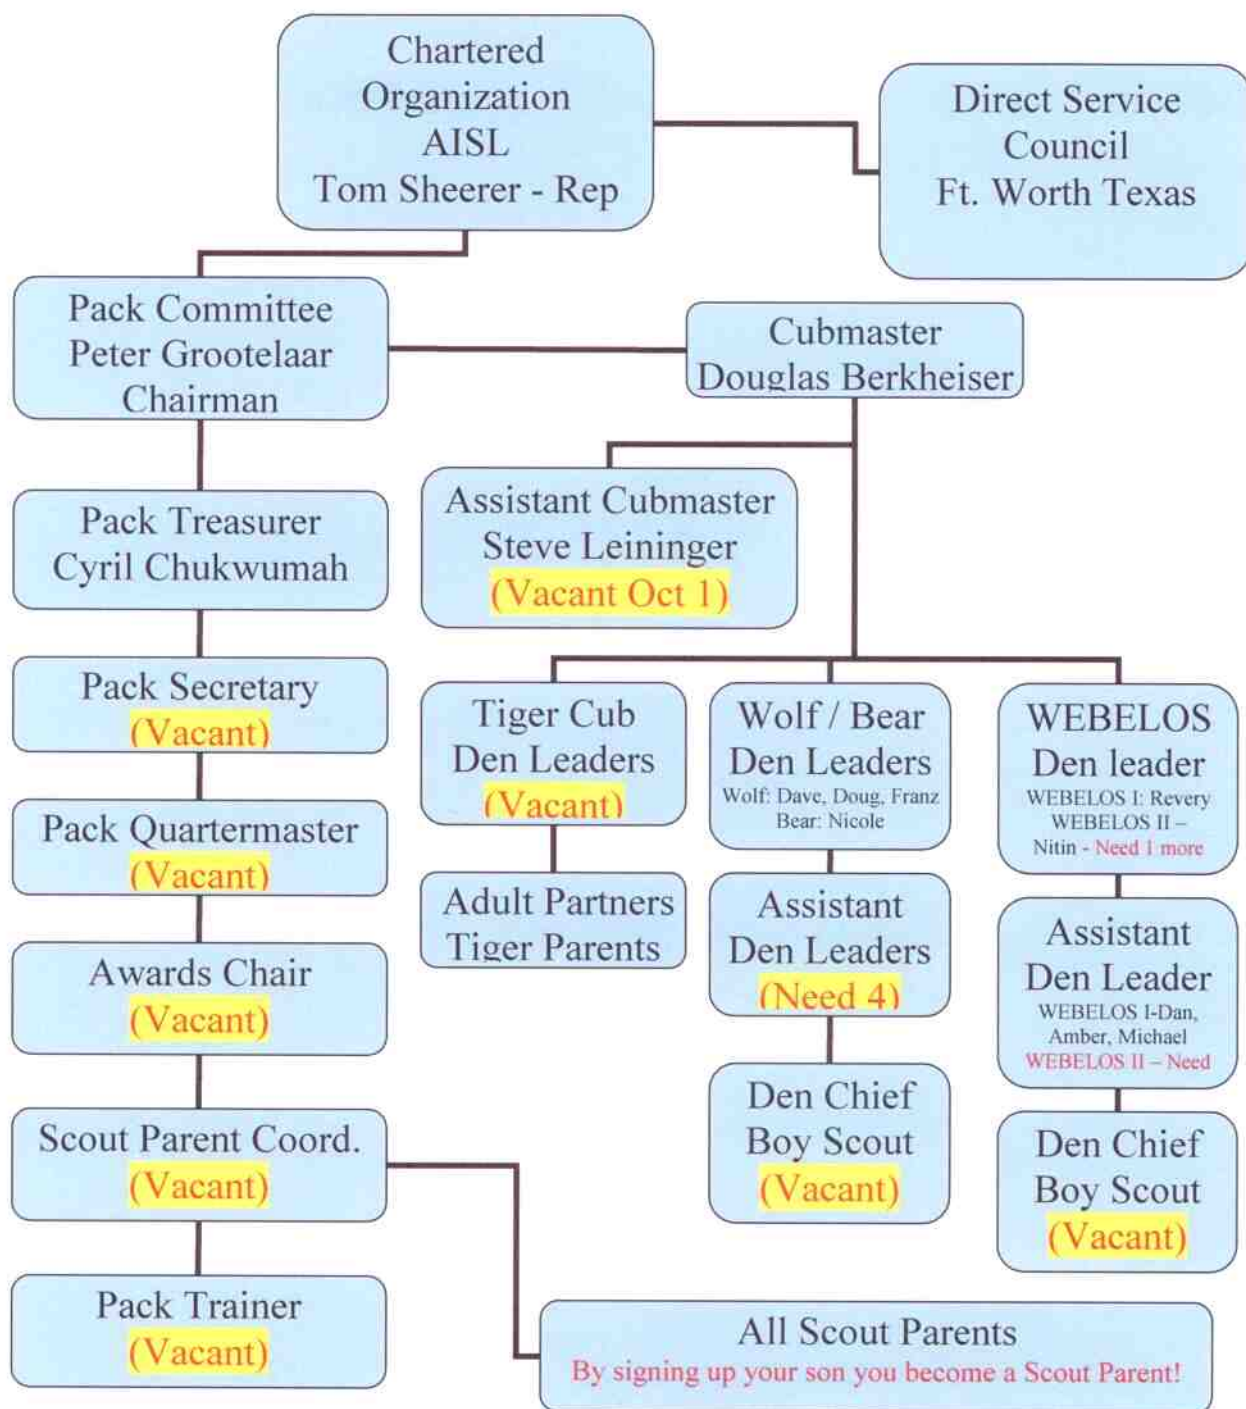 Chartered
Organization
AISL
Tom Sheerer - Rep
Direct Service
Council
Ft. Worth Texas
Pack Committee
Peter Grootelaar
Chairman
Cubmaster
Douglas Berkheiser
Pack Treasurer
Cyril Chukwumah
Assistant Cubmaster
Steve Leininger
(Vacant Oct 1)
Pack Secretary
(Vacant)
Pack Quartermaster
(Vacant)
Awards Chair
(Vacant)
Scout Parent Coord.
(Vacant)
Pack Trainer
(Vacant)
Tiger Cub
Den Leaders
(Vacant)
Adult Partners
Tiger Parents
Wolf / Bear
Den Leaders
Wolf: Dave, Doug, Franz
Bear: Nicole
Assistant
Den Leaders
(Need 4)
Den Chief
Boy Scout
(Vacant)
WEBELOS
Den leader
WEBELOS I: Revery
WEBELOS II –
Nitin - Need 1 more
Assistant
Den Leader
WEBELOS I-Dan,
Amber, Michael
WEBELOS II – Need
Den Chief
Boy Scout
(Vacant)
All Scout Parents
By signing up your son you become a Scout Parent!